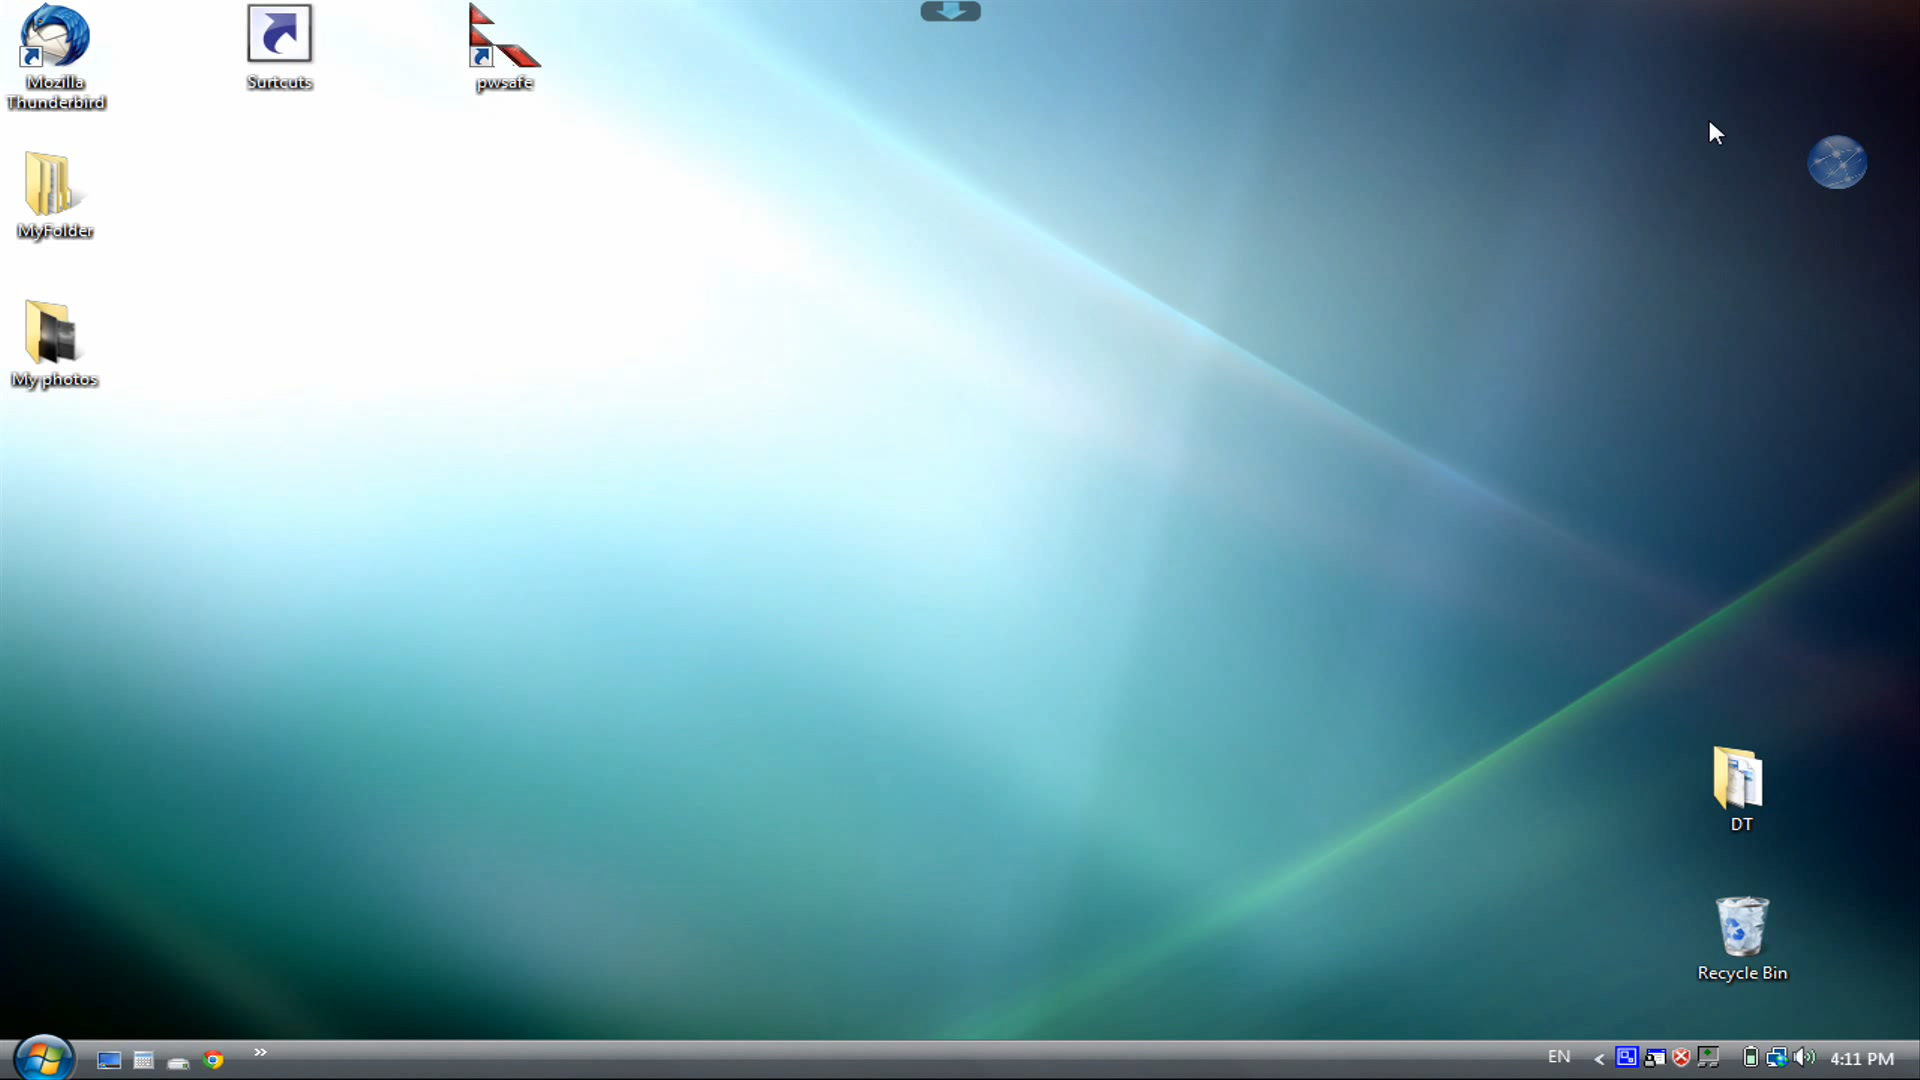 Mozilla
Thunderbird
Surtcuts
pwsafe
MyFolder
My photos
DT
Recycle Bin
EN
4:11 PM